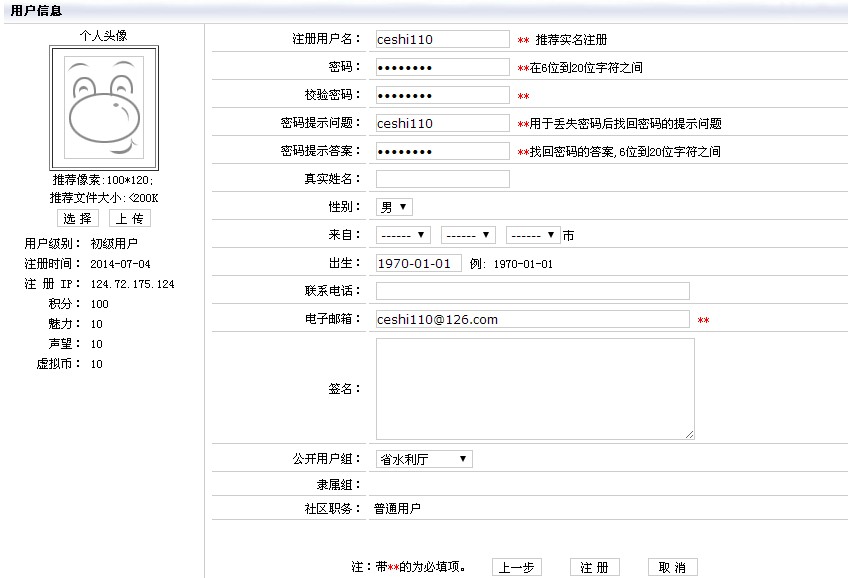 用户信息
个人头像
推荐像素:100*120;
推荐文件大小:<200K
选 择 上 传
用户级别： 初级用户
注册时间： 2014-07-04
注 册 IP： 124.72.175.124
积分： 100
魅力： 10
声望： 10
虚拟币： 10
注册用户名： ceshi110 ** 推荐实名注册
密码： •••••••• **在6位到20位字符之间
校验密码： •••••••• **
密码提示问题： ceshi110 **用于丢失密码后找回密码的提示问题
密码提示答案： •••••••• **找回密码的答案,6位到20位字符之间
真实姓名：
性别： 男
来自： ------ ------ ------ 市
出生： 1970-01-01 例: 1970-01-01
联系电话：
电子邮箱： ceshi110@126.com **
签名：
公开用户组： 省水利厅
隶属组：
社区职务： 普通用户
注：带**的为必填项。 上一步 注 册 取 消